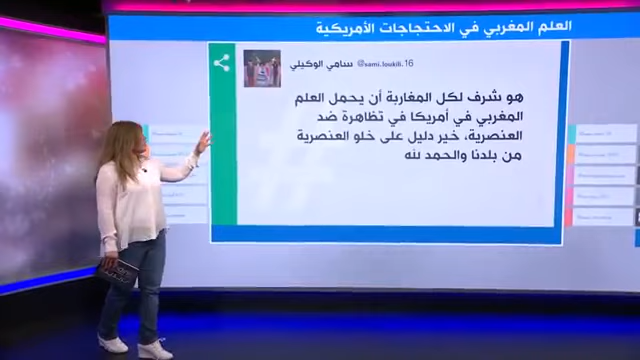 العلم المغربي في الاحتجاجات الأمريكية
سامي الوكيلي @sami.loukili.16
هو شرف لكل المغاربة أن يحمل العلم
المغربي في أمريكا في تظاهرة ضد
العنصرية، خير دليل على خلو العنصرية
من بلدنا والحمد لله